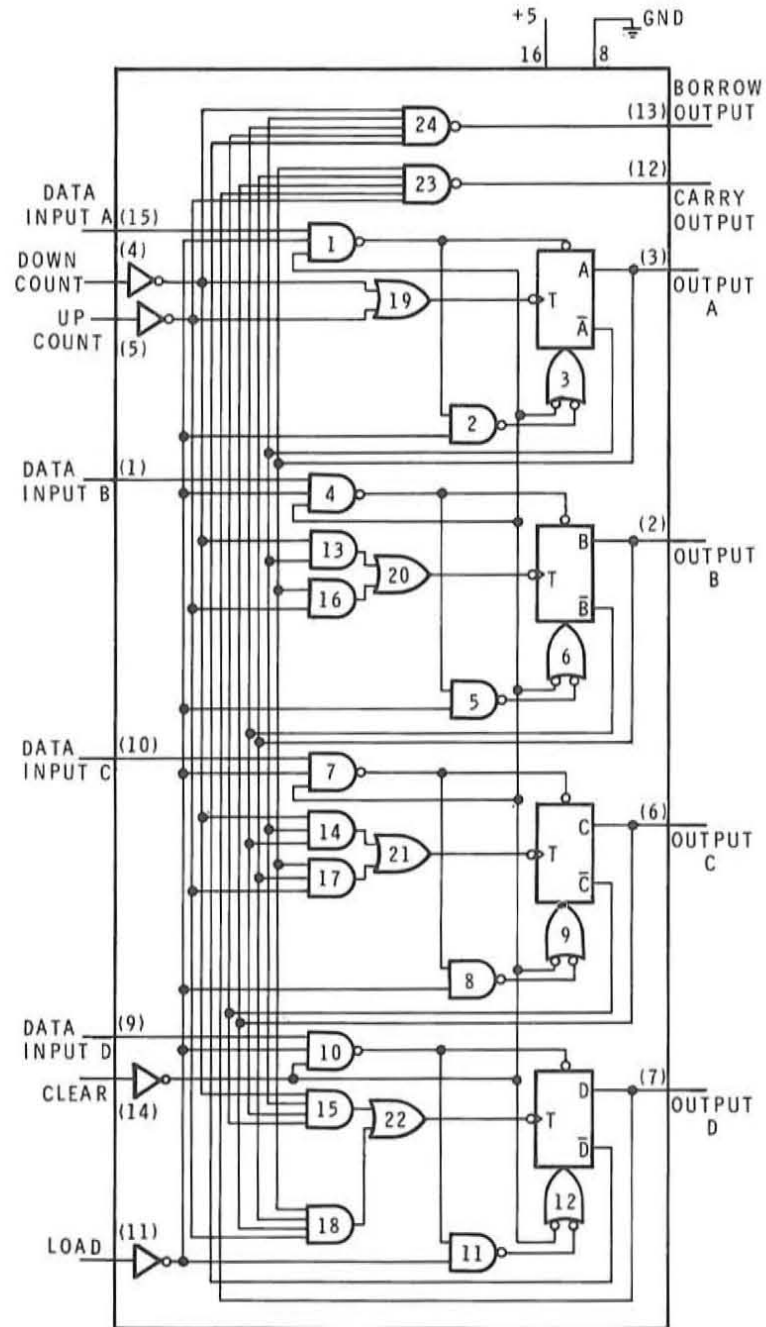 +5
GND
16
8
BORROW
(13) OUTPUT
24
(12)
CARRY
OUTPUT
23
DATA
INPUT A (15)
1
DOWN (4)
COUNT
UP
COUNT (5)
19
A
(3)
OUTPUT
A
T
Ā
3
2
DATA (1)
INPUT B
4
13
20
16
B
(2)
OUTPUT
B
T
B̄
6
5
DATA (10)
INPUT C
7
14
21
17
C
(6)
OUTPUT
C
T
C̄
9
8
DATA (9)
INPUT D
10
CLEAR
(14)
15
22
D
(7)
OUTPUT
D
T
D̄
12
18
LOAD (11)
11